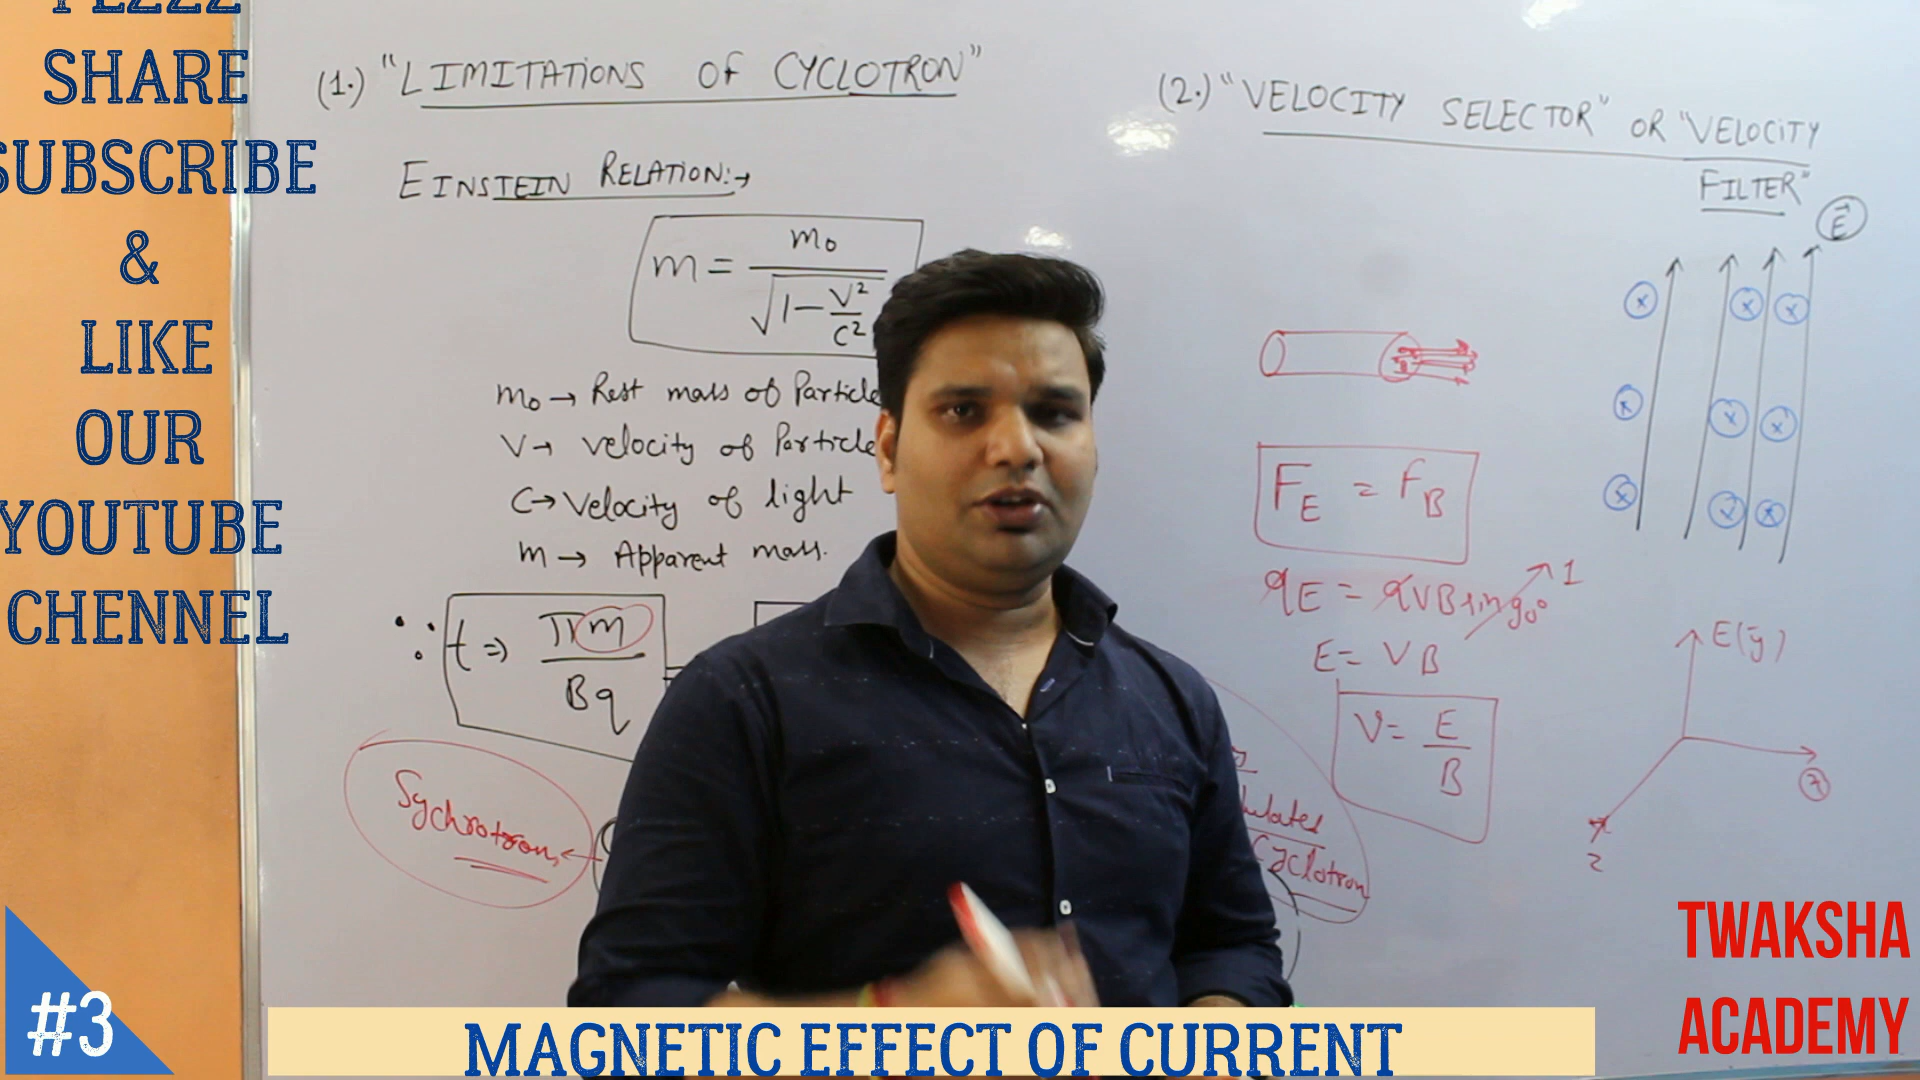 PLZZZ
SHARE
SUBSCRIBE
&
LIKE
OUR
YOUTUBE
CHENNEL
#3
(1.) "LIMITATIONS OF CYCLOTRON"
EINSTEIN RELATION:→
m = m₀ / √1 - V²/C²
m₀ → Rest mass of Particle
V → Velocity of Particle
C → Velocity of light
m → Apparent mass.
∵ t ⇒ πm / Bq
Sychrotron
Cyclotron
(2.) "VELOCITY SELECTOR" OR "VELOCITY
FILTER"
E⃗
F_E = F_B
qE = qVB sin 90° 1
E = VB
V = E / B
E(y)
z
TWAKSHA
ACADEMY
MAGNETIC EFFECT OF CURRENT